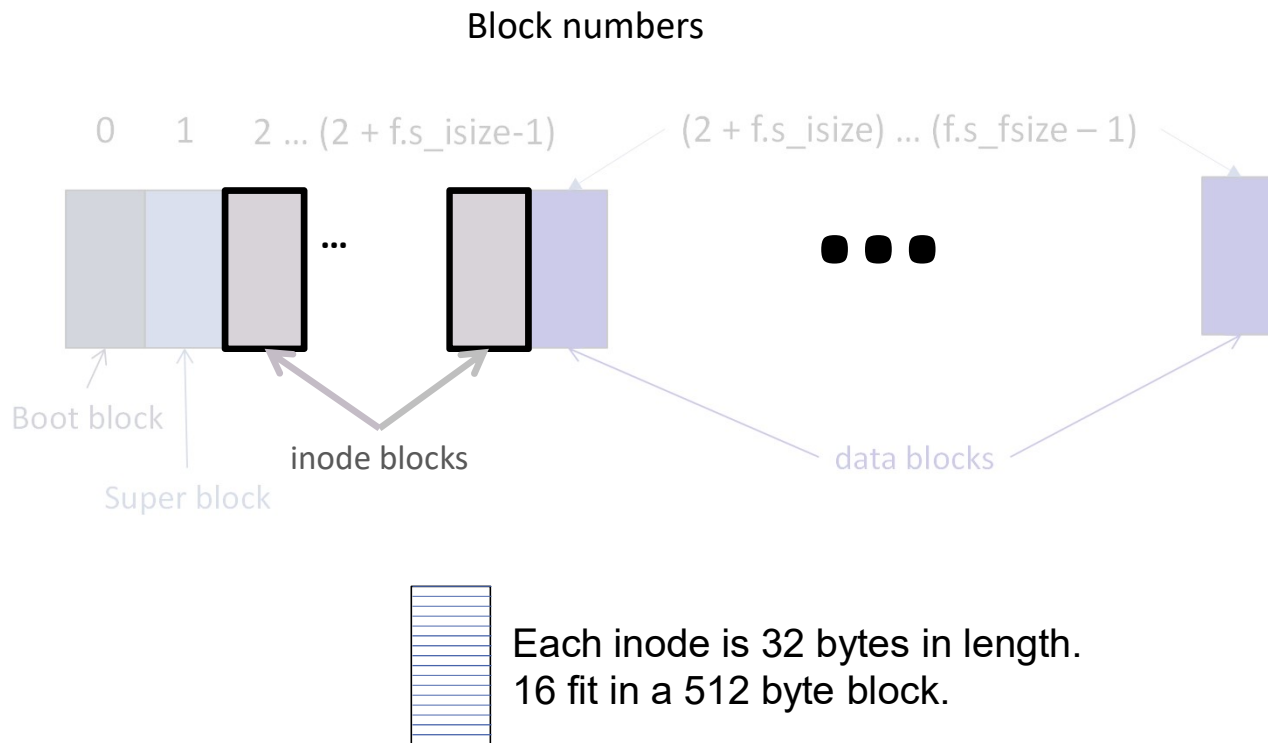 Block numbers
0 1 2 … (2 + f.s_isize-1) (2 + f.s_isize) … (f.s_fsize – 1)
...
Boot block
inode blocks
data blocks
Super block
Each inode is 32 bytes in length.
16 fit in a 512 byte block.